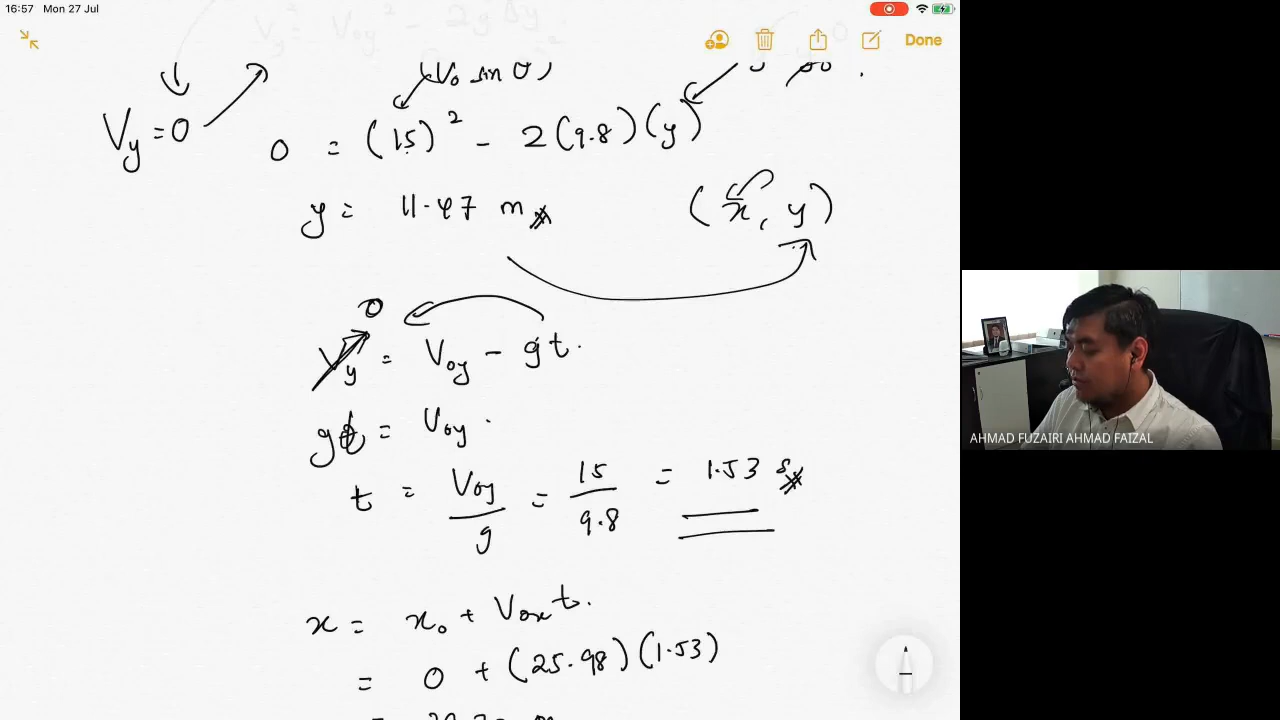 16:57 Mon 27 Jul
Done
(V₀ sin θ)
Vy = 0
0 = (15)² - 2(9.8)(y)
y = 11.47 m
(x, y)
0
Vy = Voy - gt.
gt = Voy.
t = Voy/g = 15/9.8 = 1.53 s
x = x₀ + Voxt.
= 0 + (25.98)(1.53)
AHMAD FUZAIRI AHMAD FAIZAL